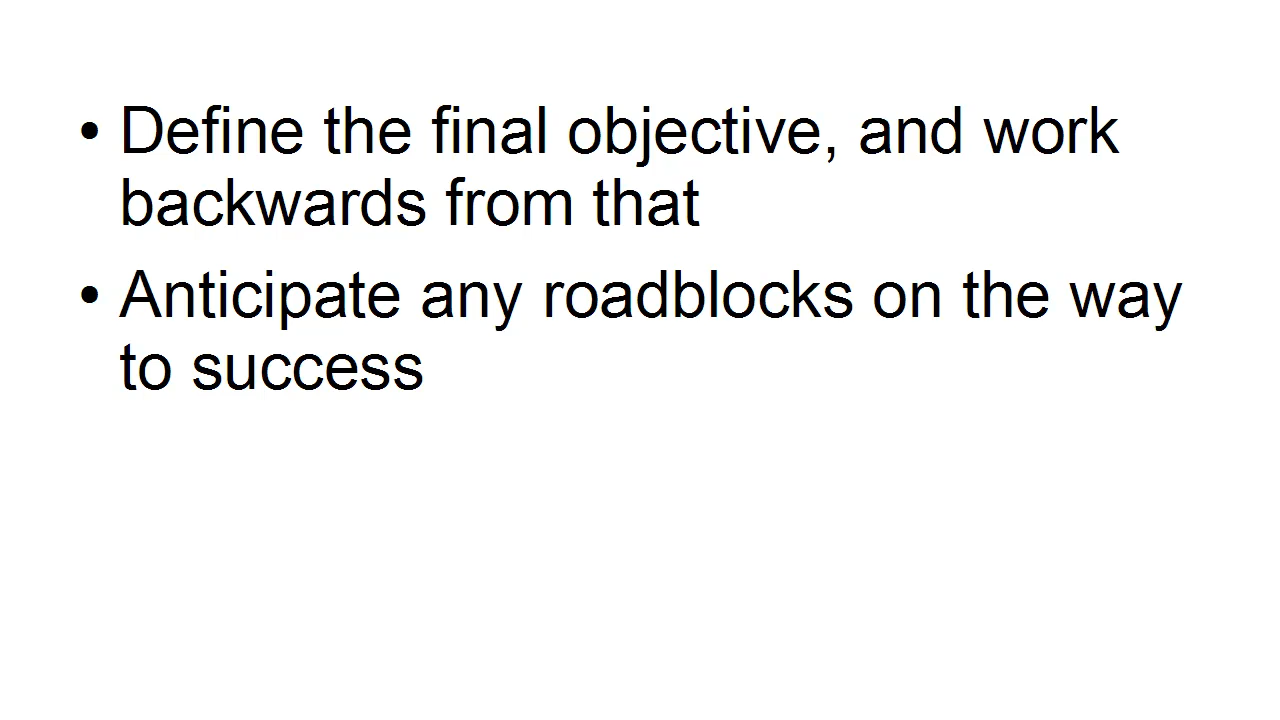 • Define the final objective, and work
backwards from that
• Anticipate any roadblocks on the way
to success